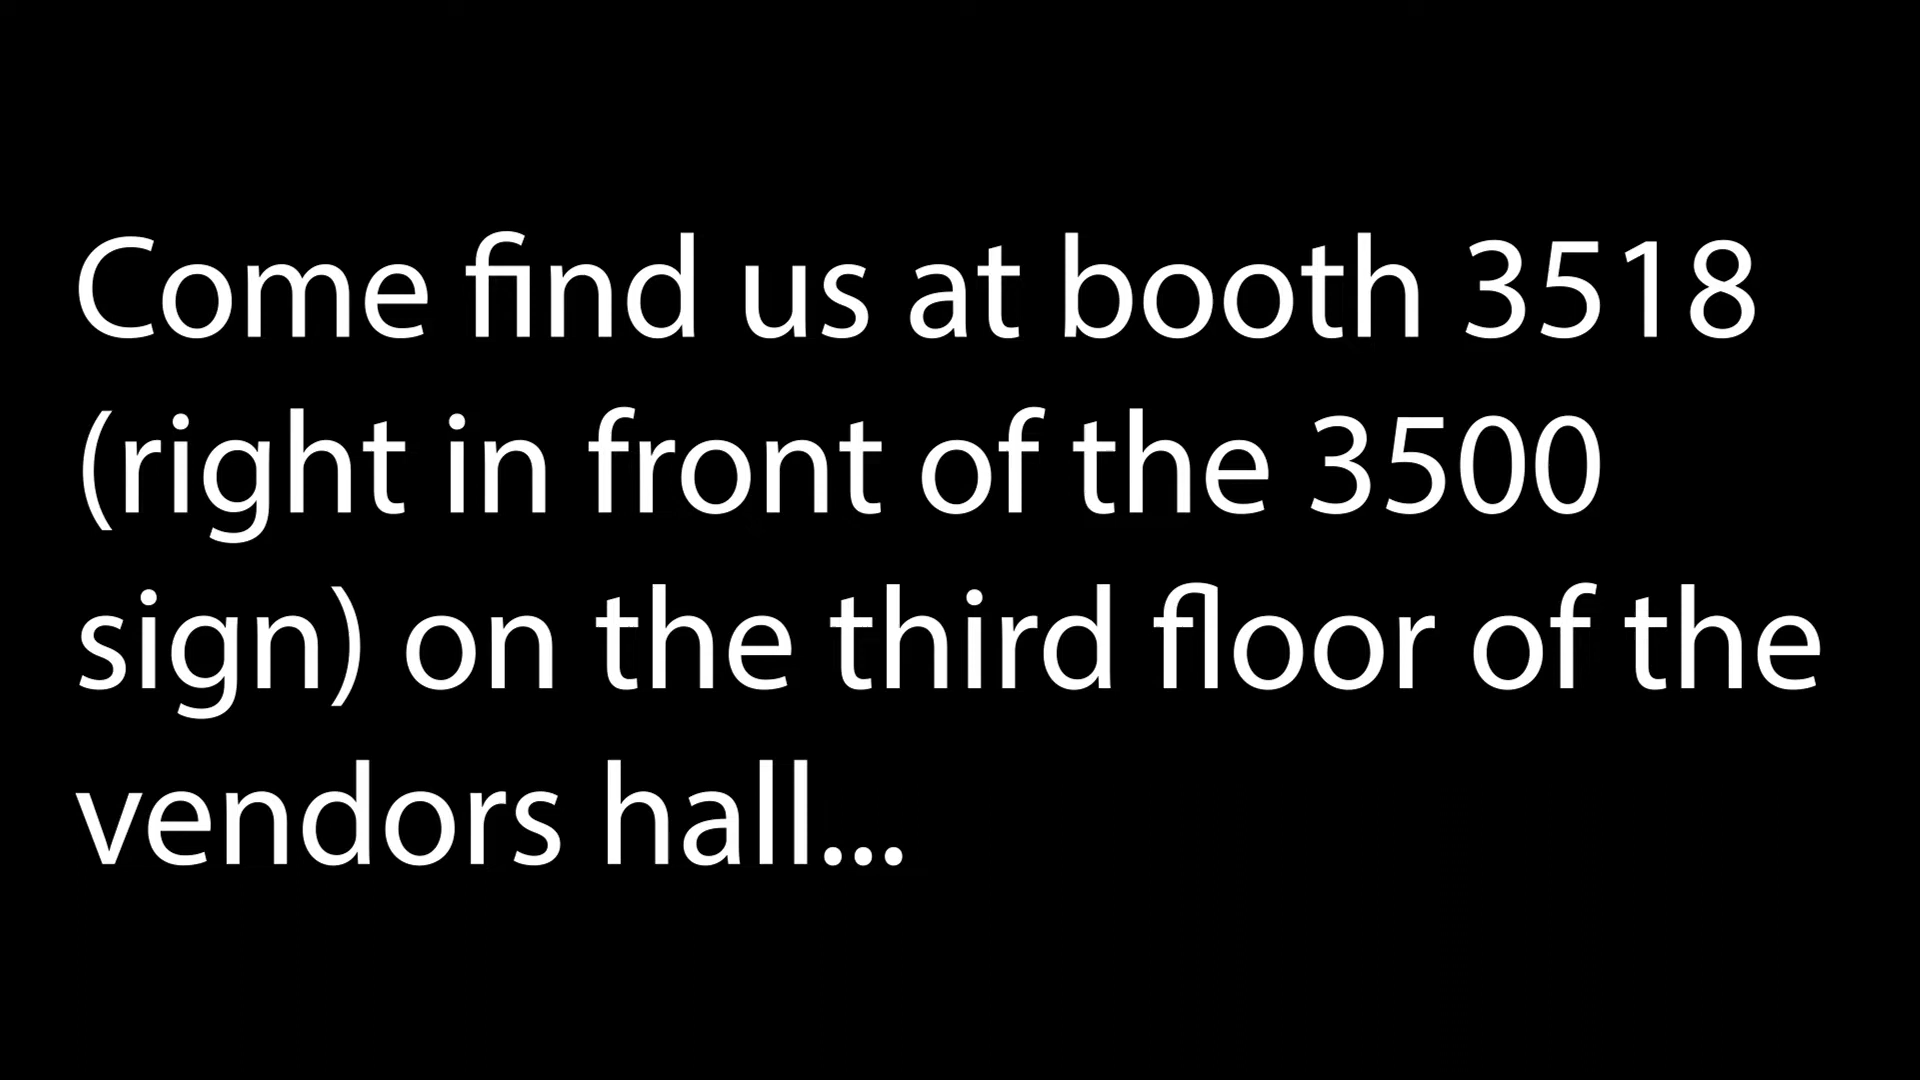 Come find us at booth 3518
(right in front of the 3500
sign) on the third floor of the
vendors hall...